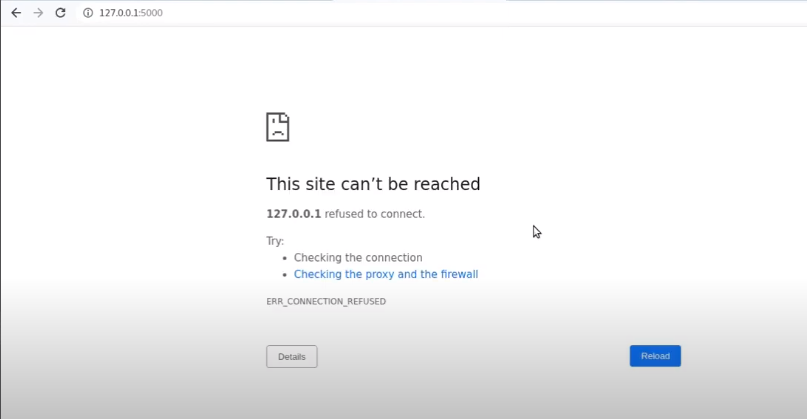 127.0.0.1:5000
This site can’t be reached
127.0.0.1 refused to connect.
Try:
• Checking the connection
• Checking the proxy and the firewall
ERR_CONNECTION_REFUSED
Details
Reload